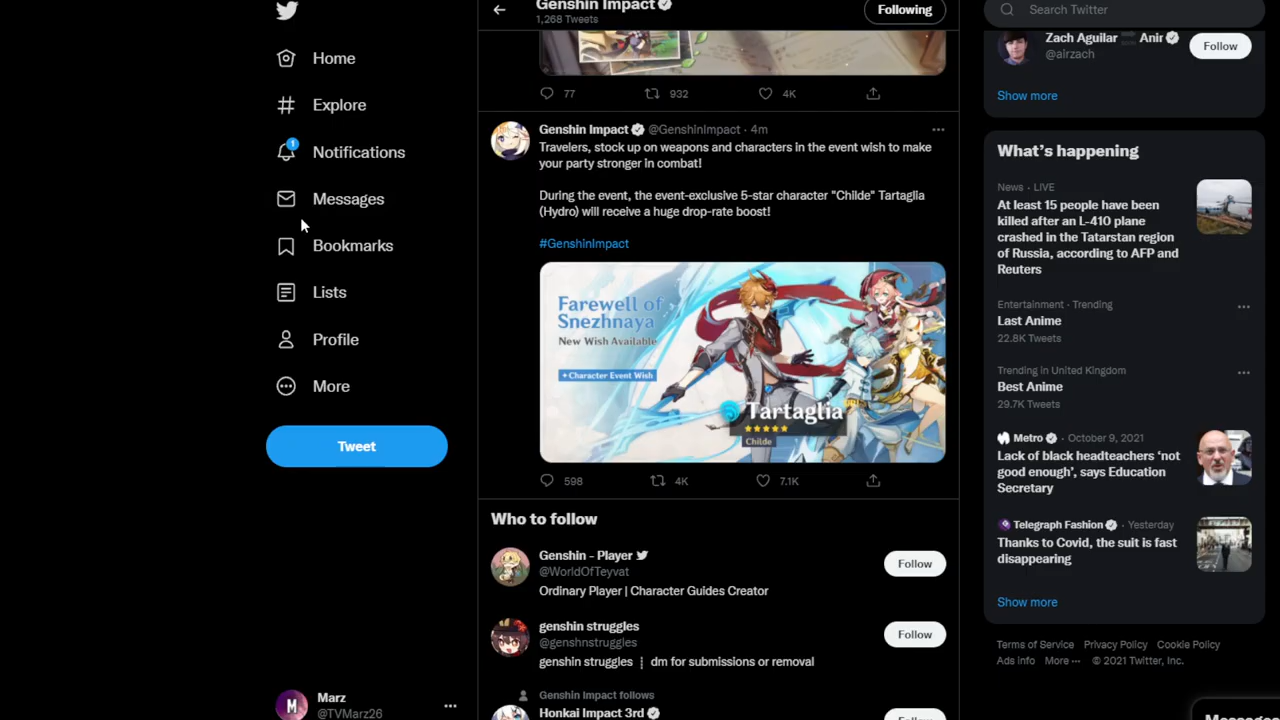 Home
Explore
1
Notifications
Messages
Bookmarks
Lists
Profile
More
Tweet
M
Marz
@TVMarz26
Genshin Impact
1,268 Tweets
Following
77
932
4K
Genshin Impact @GenshinImpact · 4m
Travelers, stock up on weapons and characters in the event wish to make
your party stronger in combat!
During the event, the event-exclusive 5-star character "Childe" Tartaglia
(Hydro) will receive a huge drop-rate boost!
#GenshinImpact
Farewell of
Snezhnaya
New Wish Available
Character Event Wish
Tartaglia
Childe
598
4K
7.1K
Who to follow
Genshin - Player
@WorldOfTeyvat
Ordinary Player | Character Guides Creator
Follow
genshin struggles
@genshnstruggles
genshin struggles ⋮ dm for submissions or removal
Follow
Genshin Impact follows
Honkai Impact 3rd
Search Twitter
Zach Aguilar
@airzach
Follow
Show more
What's happening
News · LIVE
At least 15 people have been
killed after an L-410 plane
crashed in the Tatarstan region
of Russia, according to AFP and
Reuters
Entertainment · Trending
Last Anime
22.8K Tweets
Trending in United Kingdom
Best Anime
29.7K Tweets
Metro · October 9, 2021
Lack of black headteachers 'not
good enough', says Education
Secretary
Telegraph Fashion · Yesterday
Thanks to Covid, the suit is fast
disappearing
Show more
Terms of Service Privacy Policy Cookie Policy
Ads info More ··· © 2021 Twitter, Inc.